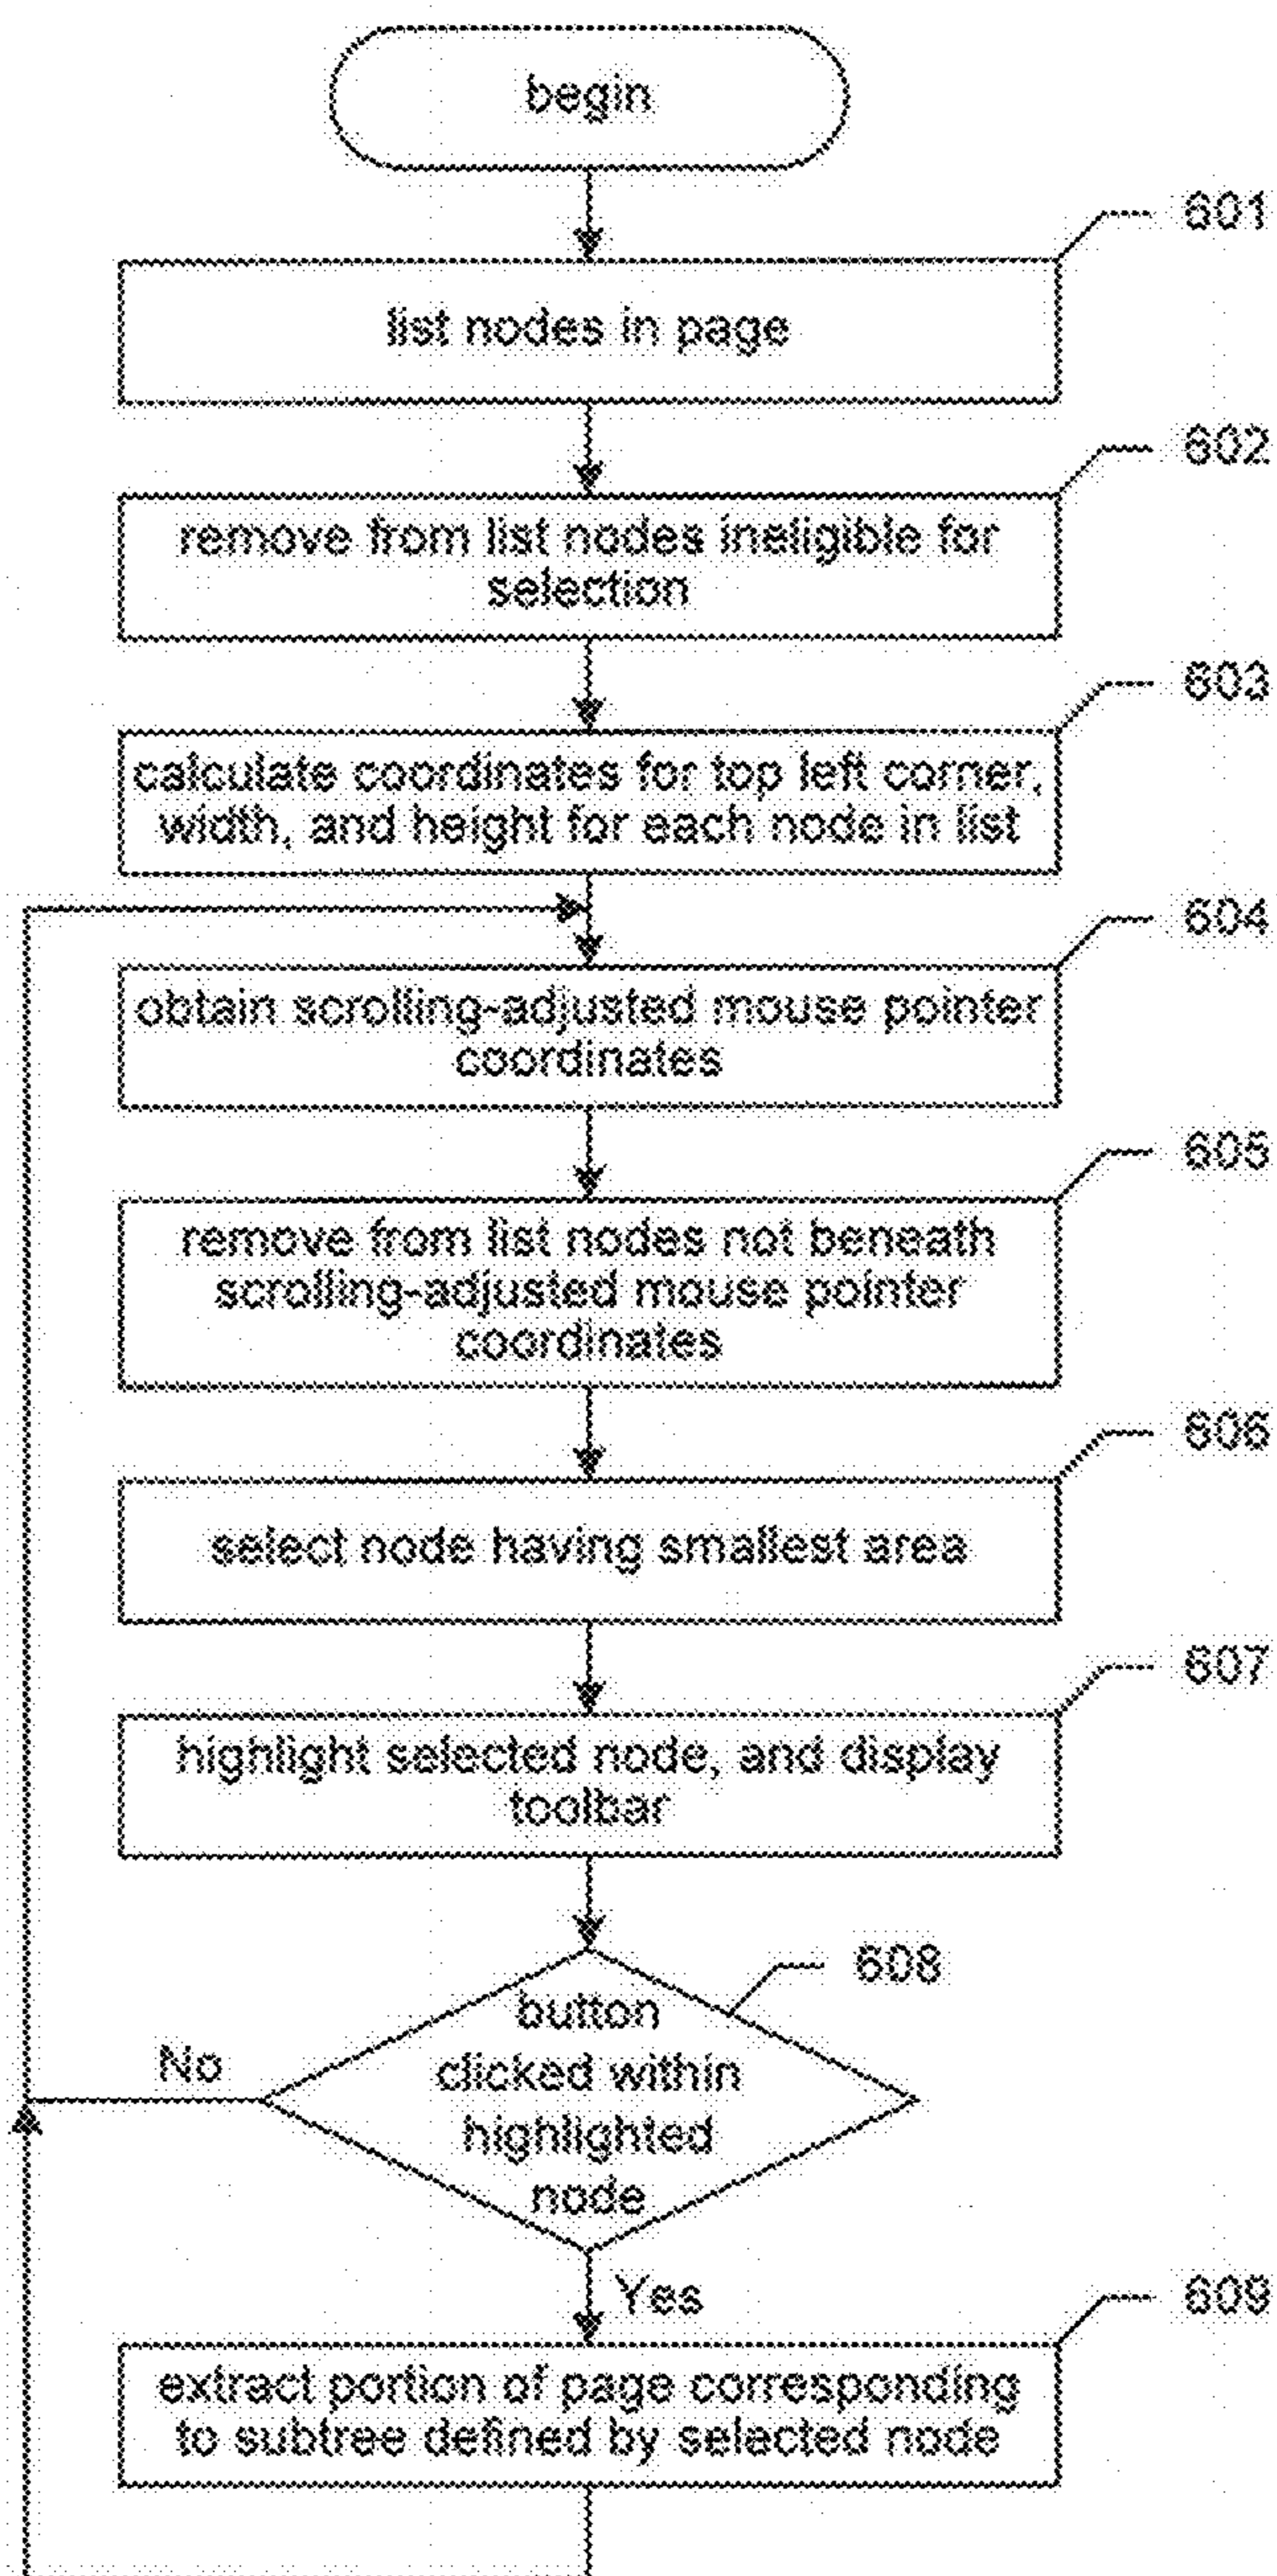 begin
601
list nodes in page
602
remove from list nodes ineligible for
selection
603
calculate coordinates for top left corner,
width, and height for each node in list
604
obtain scrolling-adjusted mouse pointer
coordinates
605
remove from list nodes not beneath
scrolling-adjusted mouse pointer
coordinates
606
select node having smallest area
607
highlight selected node, and display
toolbar
608
button
clicked within
highlighted
node
No
Yes
609
extract portion of page corresponding
to subtree defined by selected node